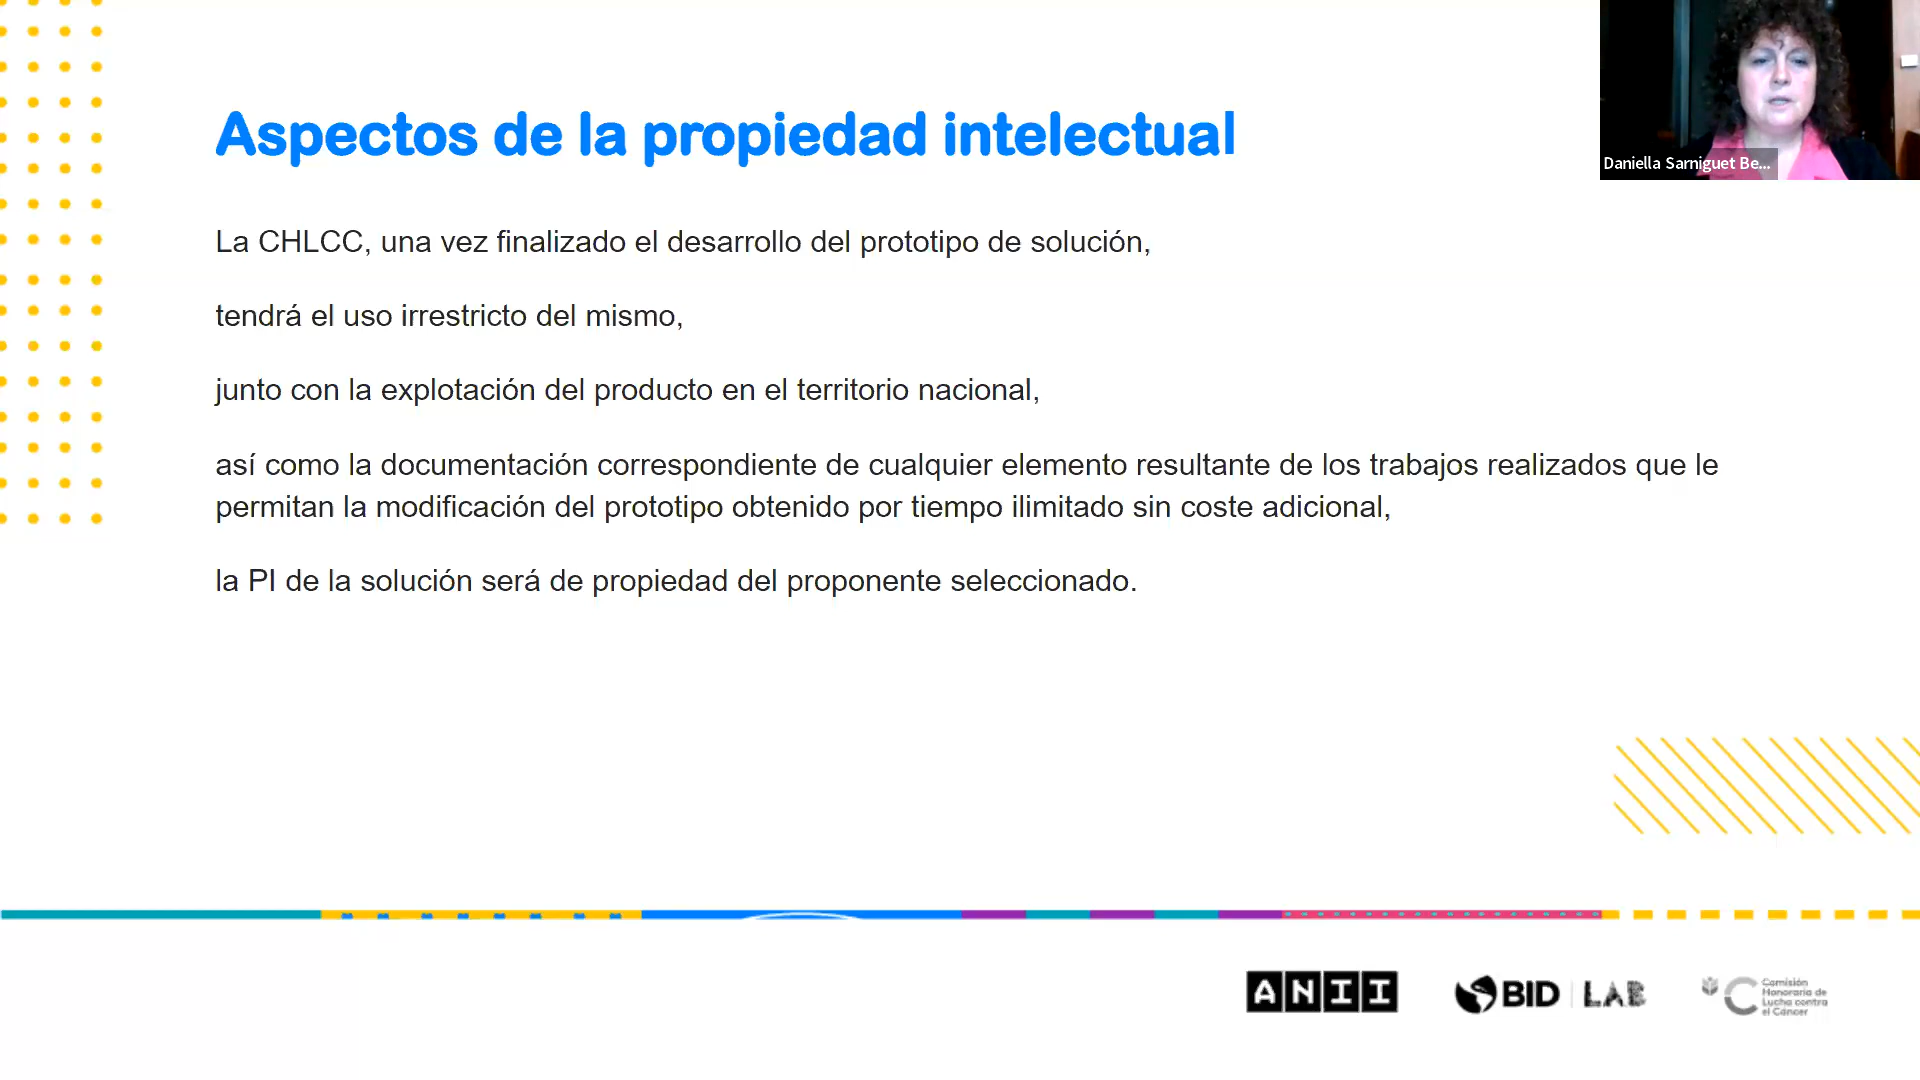 Aspectos de la propiedad intelectual
Daniella Sarniguet Be...
La CHLCC, una vez finalizado el desarrollo del prototipo de solución,
tendrá el uso irrestricto del mismo,
junto con la explotación del producto en el territorio nacional,
así como la documentación correspondiente de cualquier elemento resultante de los trabajos realizados que le
permitan la modificación del prototipo obtenido por tiempo ilimitado sin coste adicional,
la PI de la solución será de propiedad del proponente seleccionado.
ANII
BID | LAB
Comisión
Honoraria de
Lucha contra
el Cáncer